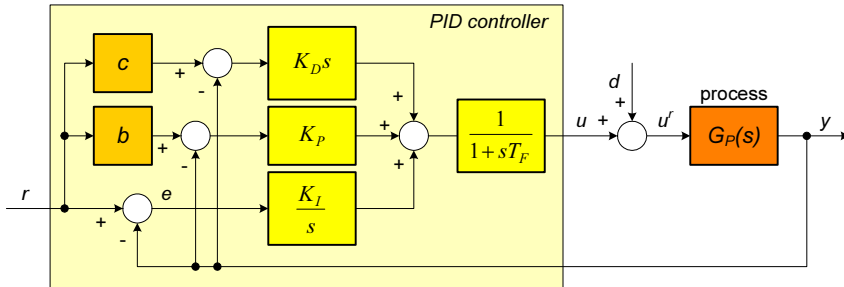 PID controller
c
+
-
K_D s
+
d
+
process
b
+
-
K_P
+
1
1+sT_F
u
+
u^r
G_P(s)
y
r
+
-
e
K_I
s
+